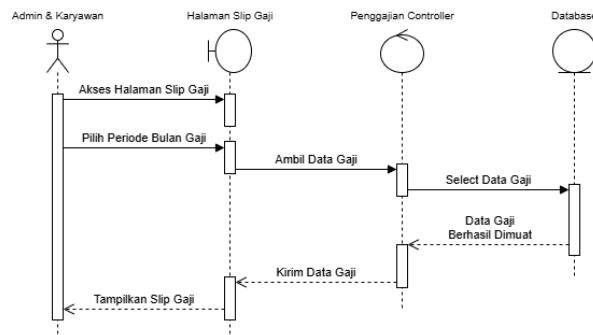 Admin & Karyawan
Halaman Slip Gaji
Penggajian Controller
Database
Akses Halaman Slip Gaji
Pilih Periode Bulan Gaji
Ambil Data Gaji
Select Data Gaji
Data Gaji
Berhasil Dimuat
Kirim Data Gaji
Tampilkan Slip Gaji